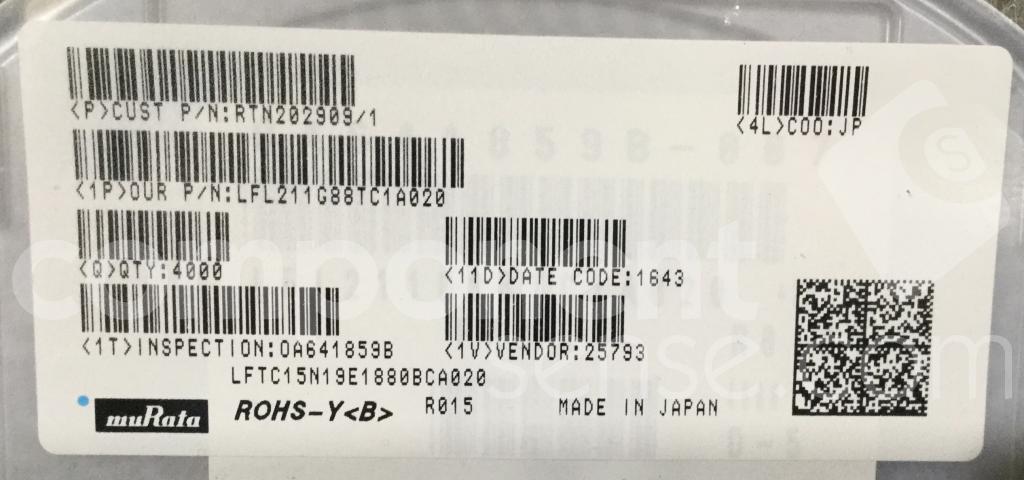 <P>CUST P/N:RTN202909/1
<4L>COO:JP
<1P>OUR P/N:LFL211G88TC1A020
<Q>QTY:4000
<11D>DATE CODE:1643
<1T>INSPECTION:OA641859B
<1V>VENDOR:25793
LFTC15N19E1880BCA020
muRata
ROHS-Y<B>
R015
MADE IN JAPAN
component
sense.com